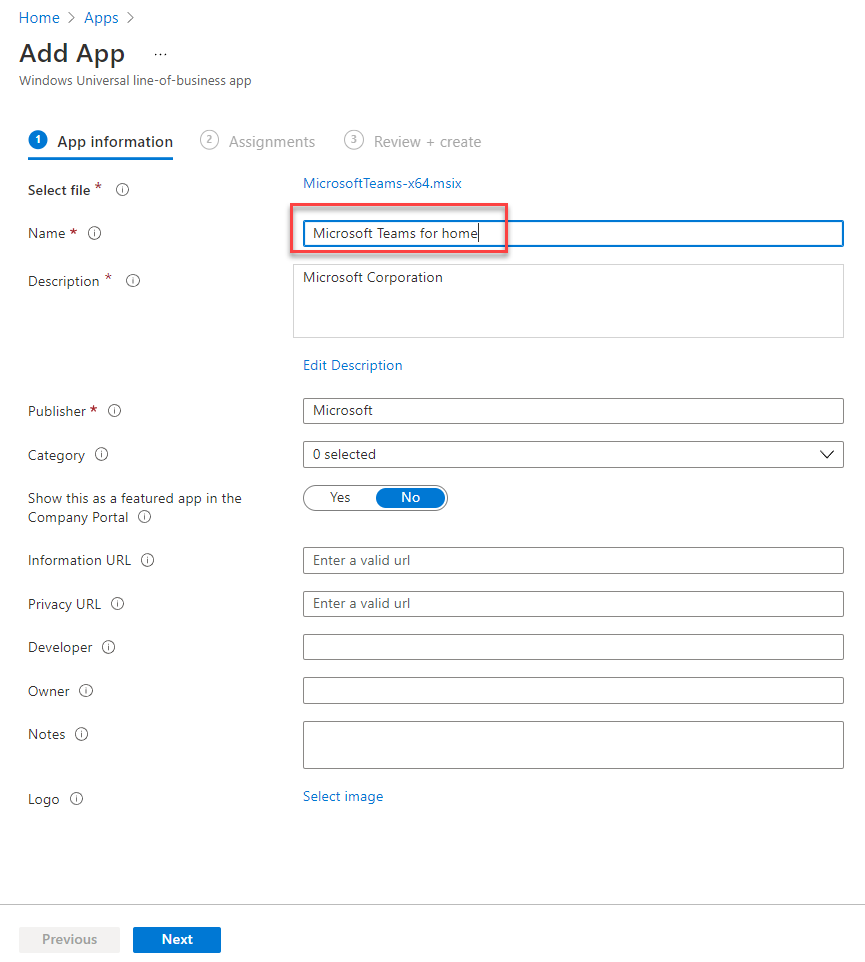 Home > Apps >
Add App ...
Windows Universal line-of-business app
1 App information 2 Assignments 3 Review + create
Select file * MicrosoftTeams-x64.msix
Name * Microsoft Teams for home
Description * Microsoft Corporation
Edit Description
Publisher * Microsoft
Category 0 selected
Show this as a featured app in the
Company Portal Yes No
Information URL Enter a valid url
Privacy URL Enter a valid url
Developer
Owner
Notes
Logo Select image
Previous Next